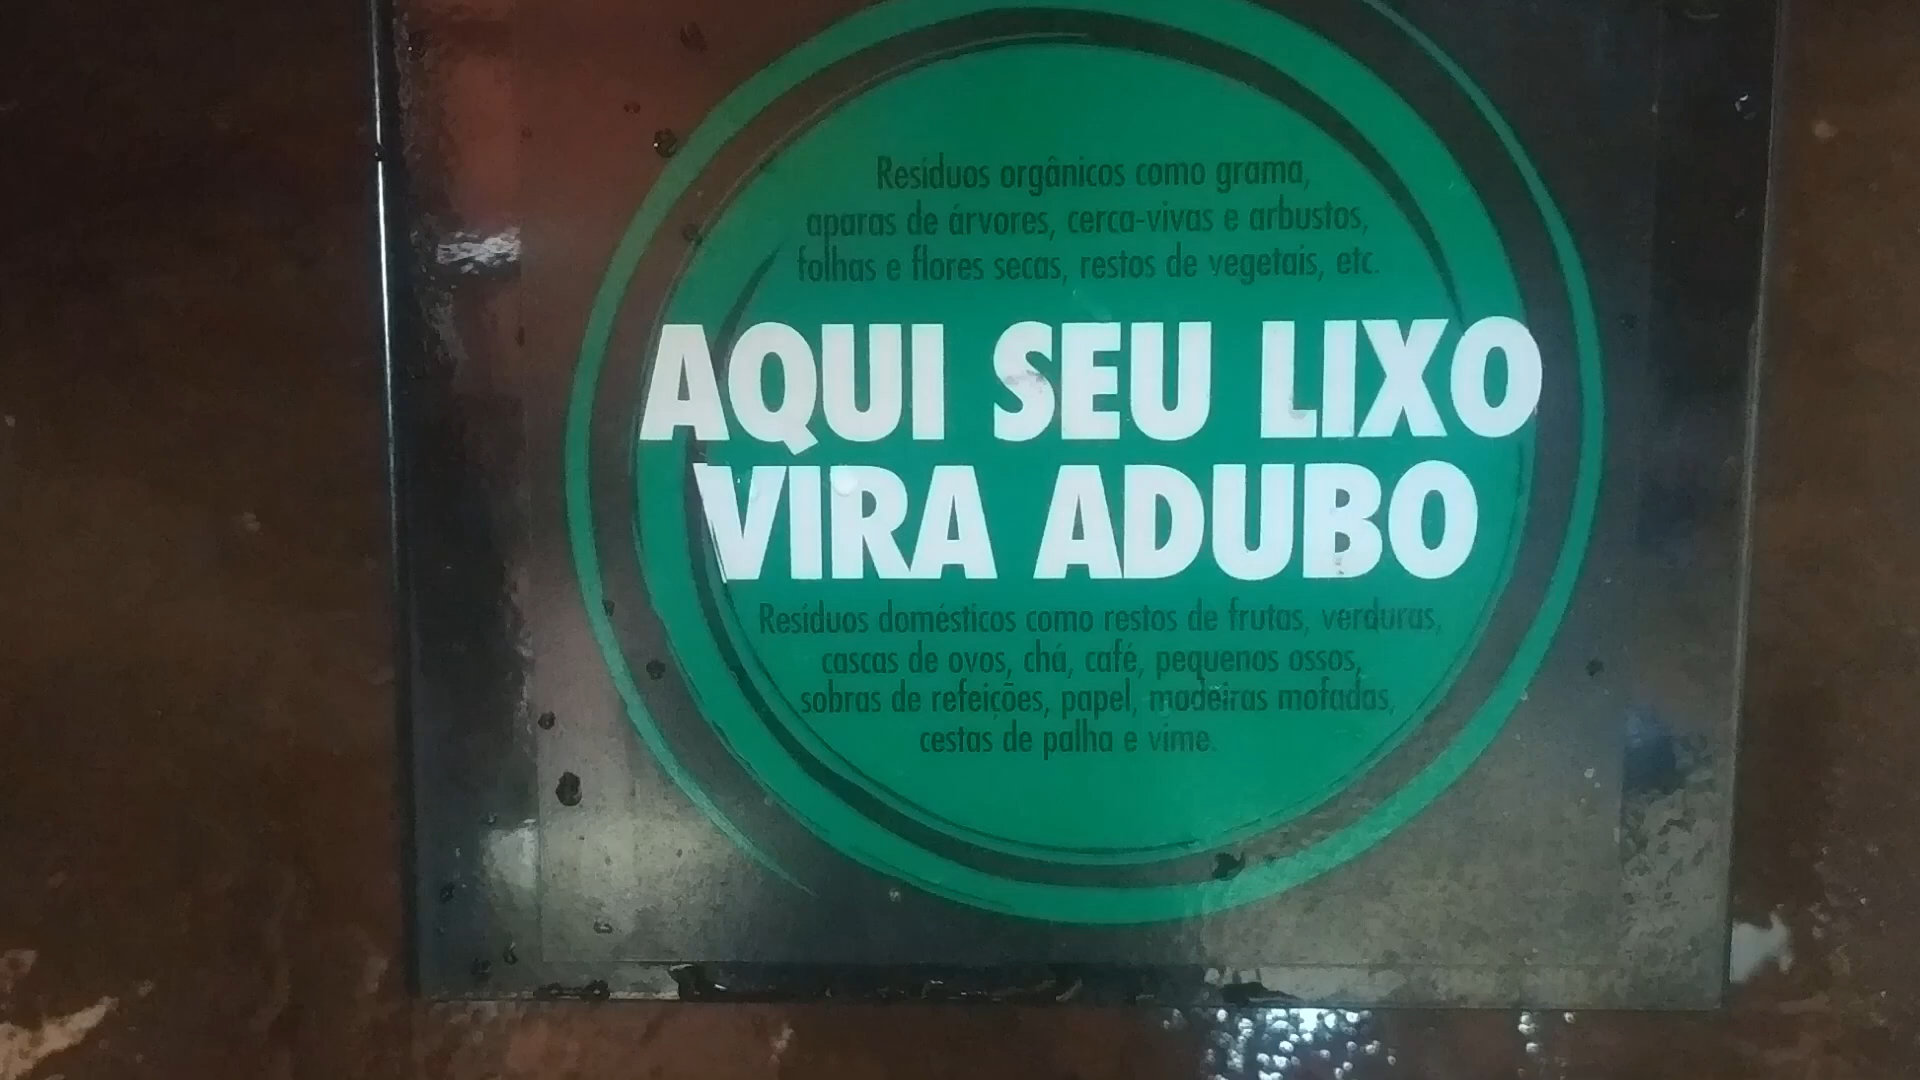 Resíduos orgânicos como grama,
aparas de árvores, cerca-vivas e arbustos,
folhas e flores secas, restos de vegetais, etc.
AQUI SEU LIXO
VIRA ADUBO
Resíduos domésticos como restos de frutas, verduras,
cascas de ovos, chá, café, pequenos ossos,
sobras de refeições, papel, madeiras mofadas,
cestas de palha e vime.